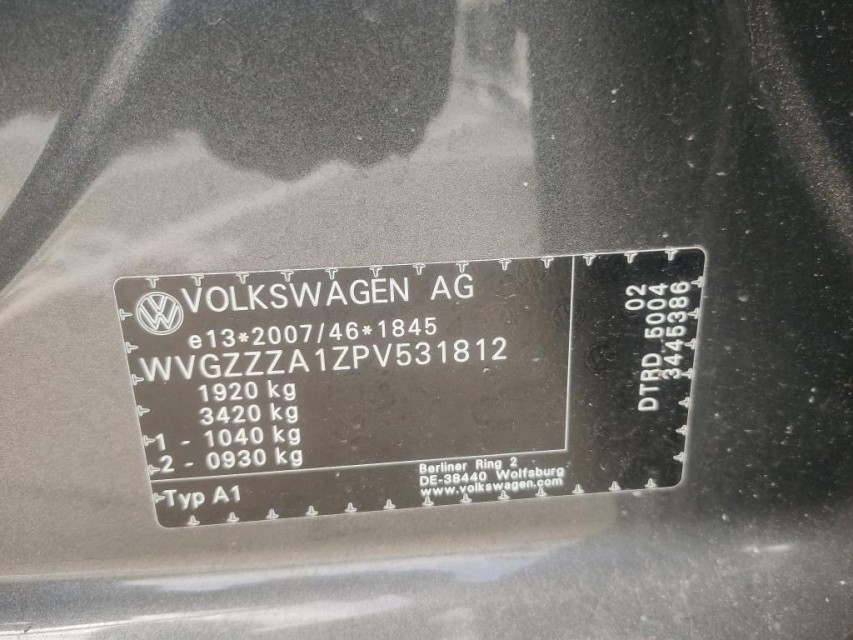 VOLKSWAGEN AG
e13*2007/46*1845
WVGZZZA1ZPV531812
1920 kg
3420 kg
1 - 1040 kg
2 - 0930 kg
Typ A1
Berliner Ring 2
DE-38440 Wolfsburg
www.volkswagen.com
02
DTRD 5004
3445386